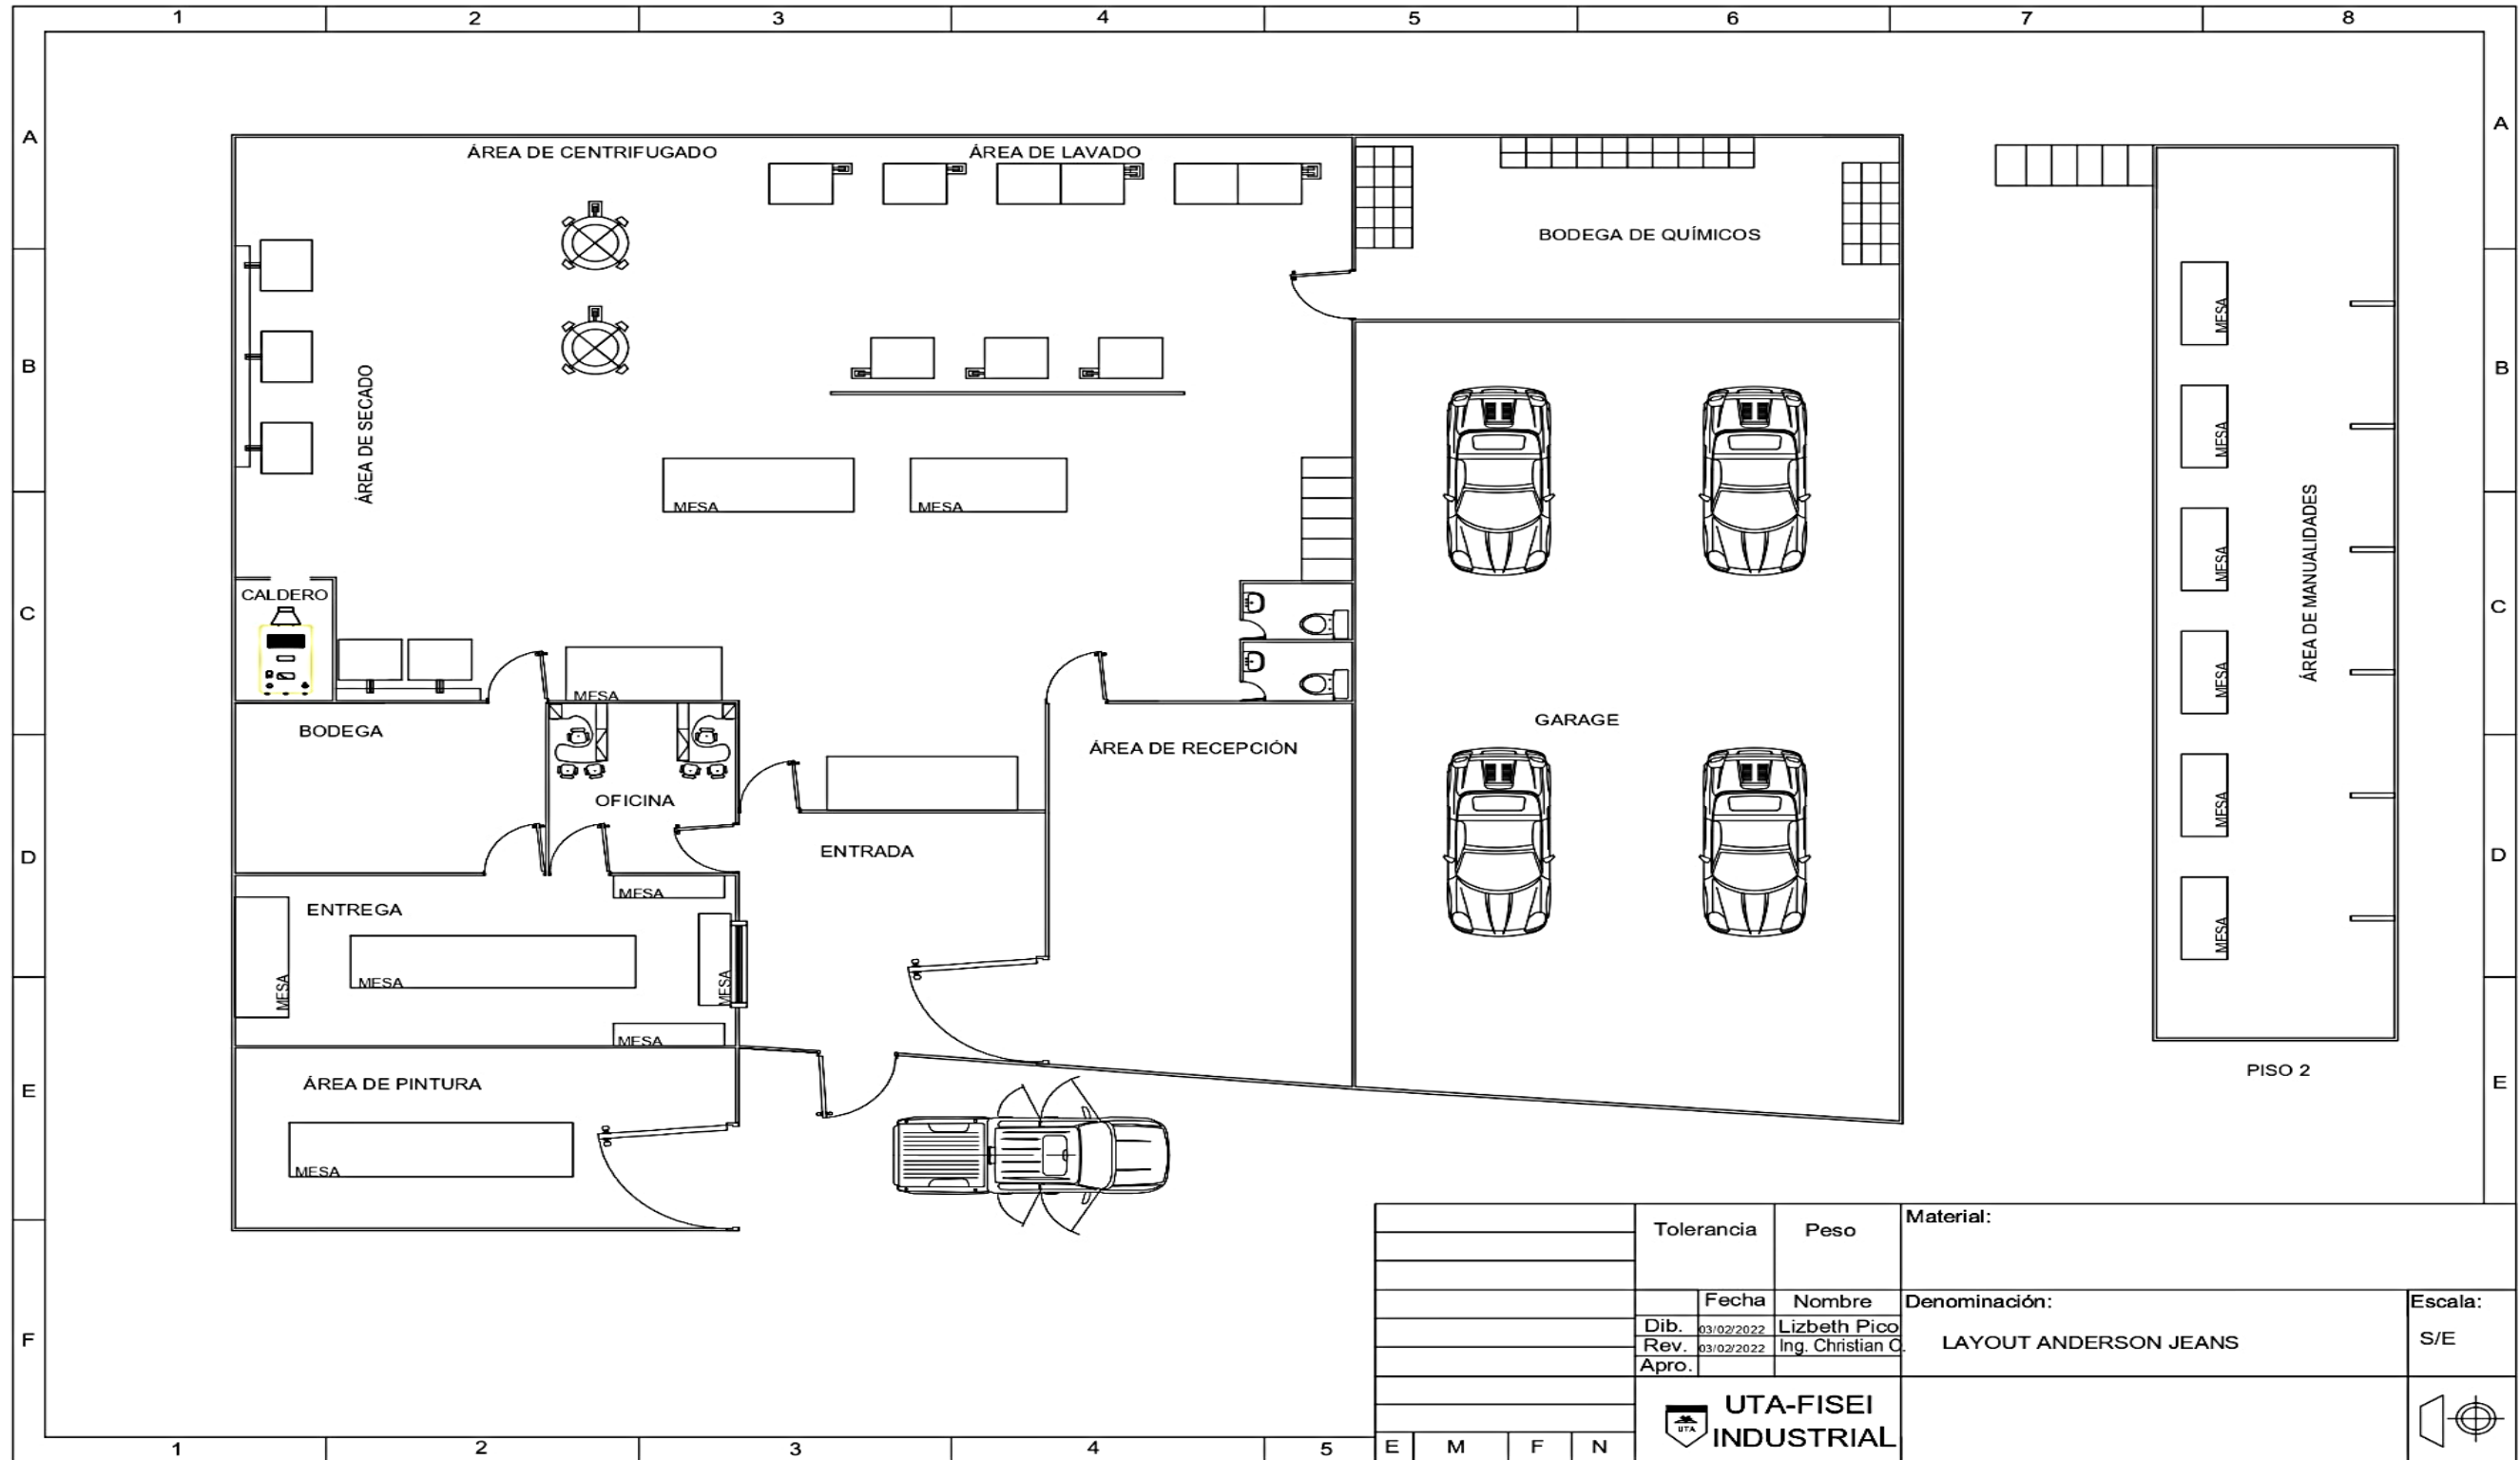 1 2 3 4 5 6 7 8
A A
ÁREA DE CENTRIFUGADO
ÁREA DE LAVADO
BODEGA DE QUÍMICOS
B B
ÁREA DE SECADO
MESA
MESA
C C
CALDERO
MESA
BODEGA
OFICINA
ÁREA DE RECEPCIÓN
GARAGE
D D
ENTRADA
ENTREGA
MESA
MESA
MESA
MESA
MESA
E E
ÁREA DE PINTURA
MESA
MESA
MESA
MESA
MESA
MESA
MESA
ÁREA DE MANUALIDADES
PISO 2
F
Tolerancia Peso Material:
Fecha Nombre Denominación: Escala:
Dib. 03/02/2022 Lizbeth Pico
Rev. 03/02/2022 Ing. Christian O.
LAYOUT ANDERSON JEANS S/E
Apro.
UTA
UTA-FISEI
INDUSTRIAL
1 2 3 4 5 E M F N